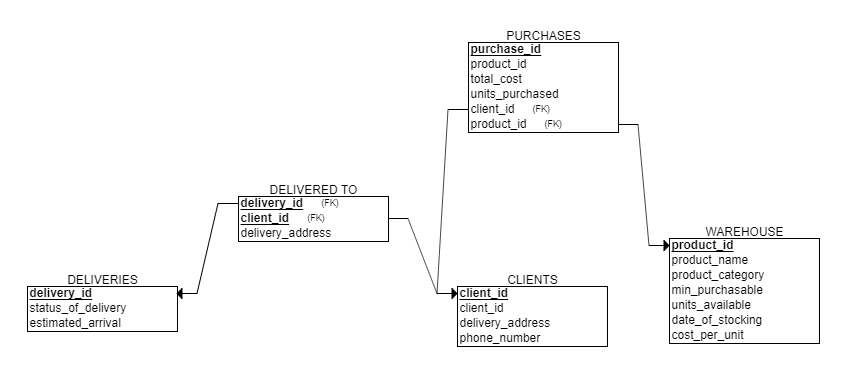 PURCHASES
purchase_id
product_id
total_cost
units_purchased
client_id (FK)
product_id (FK)
DELIVERED TO
delivery_id (FK)
client_id (FK)
delivery_address
WAREHOUSE
product_id
product_name
product_category
min_purchasable
units_available
date_of_stocking
cost_per_unit
DELIVERIES
delivery_id
status_of_delivery
estimated_arrival
CLIENTS
client_id
client_id
delivery_address
phone_number